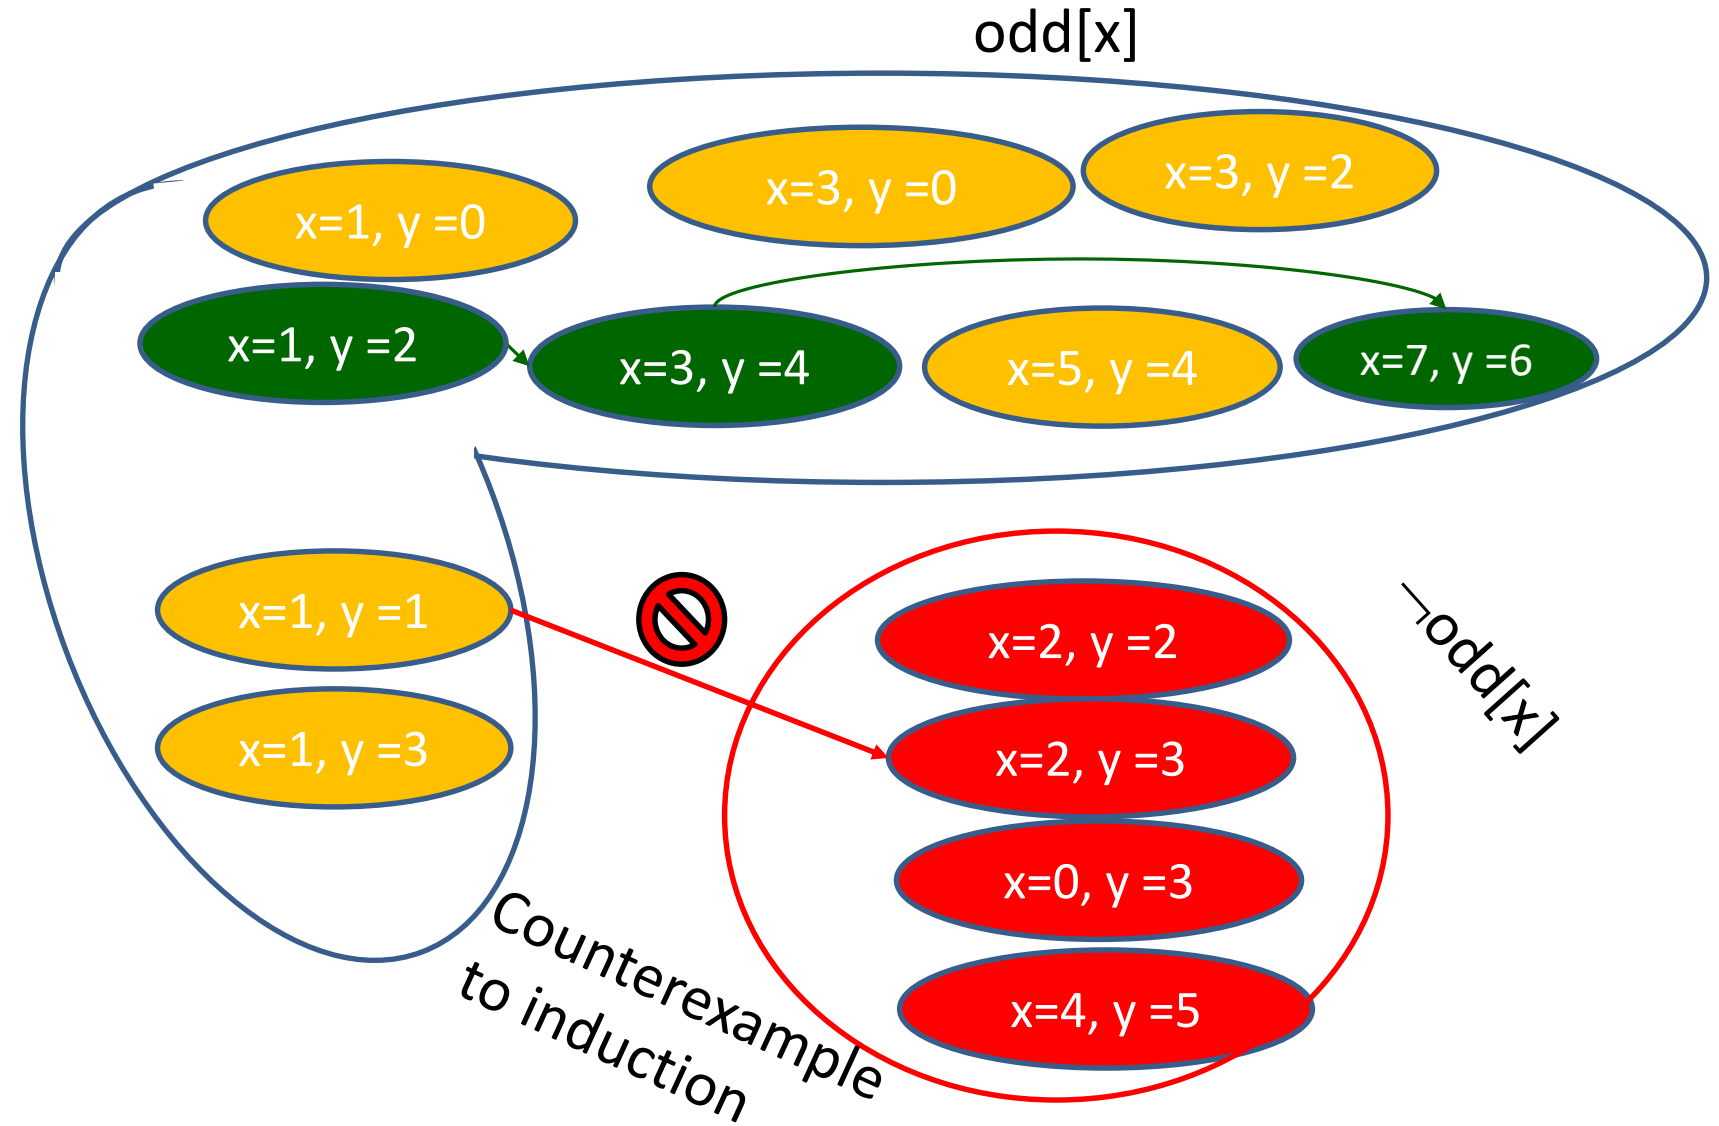 odd[x]
x=1, y =0
x=3, y =0
x=3, y =2
x=1, y =2
x=3, y =4
x=5, y =4
x=7, y =6
x=1, y =1
x=1, y =3
x=2, y =2
x=2, y =3
x=0, y =3
x=4, y =5
¬odd[x]
Counterexample
to induction